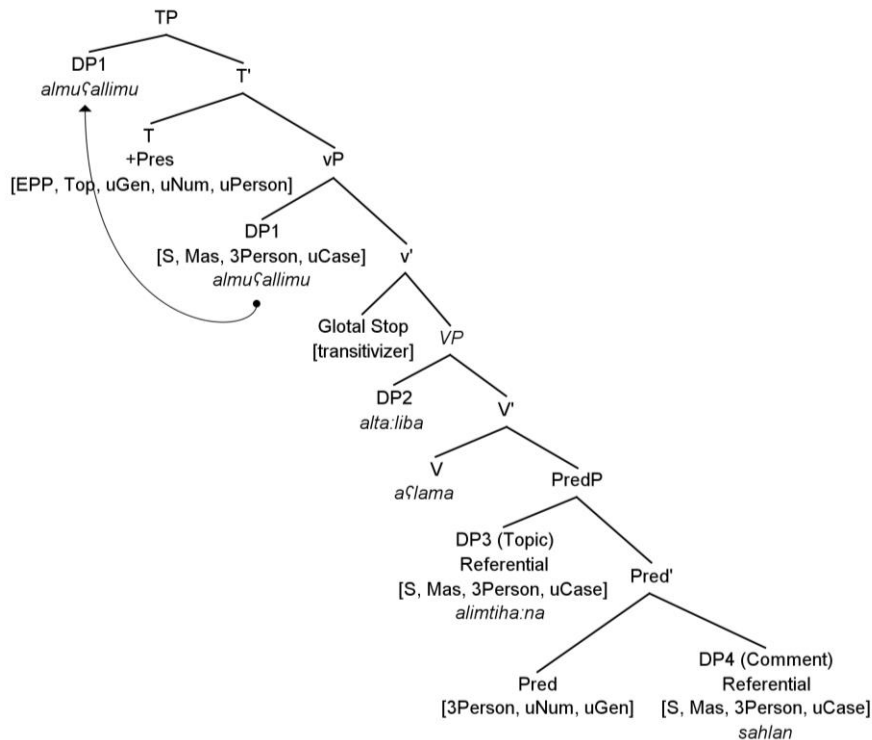 TP
DP1
almuʕallimu
T'
T
+Pres
[EPP, Top, uGen, uNum, uPerson]
vP
DP1
[S, Mas, 3Person, uCase]
almuʕallimu
v'
Glotal Stop
[transitivizer]
VP
DP2
alta:liba
V'
V
aʕlama
PredP
DP3 (Topic)
Referential
[S, Mas, 3Person, uCase]
alimtiha:na
Pred'
Pred
[3Person, uNum, uGen]
DP4 (Comment)
Referential
[S, Mas, 3Person, uCase]
sahlan